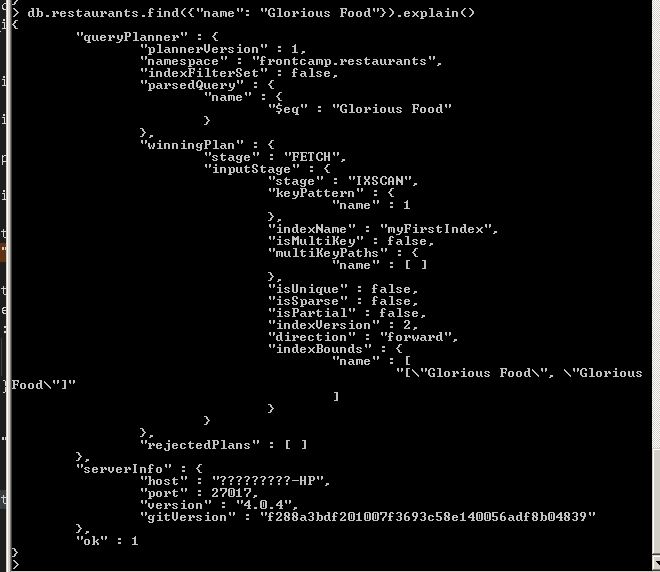 > db.restaurants.find({"name": "Glorious Food"}).explain()
{
        "queryPlanner" : {
                "plannerVersion" : 1,
                "namespace" : "frontcamp.restaurants",
                "indexFilterSet" : false,
                "parsedQuery" : {
                        "name" : {
                                "$eq" : "Glorious Food"
                        }
                },
                "winningPlan" : {
                        "stage" : "FETCH",
                        "inputStage" : {
                                "stage" : "IXSCAN",
                                "keyPattern" : {
                                        "name" : 1
                                },
                                "indexName" : "myFirstIndex",
                                "isMultiKey" : false,
                                "multiKeyPaths" : {
                                        "name" : [ ]
                                },
                                "isUnique" : false,
                                "isSparse" : false,
                                "isPartial" : false,
                                "indexVersion" : 2,
                                "direction" : "forward",
                                "indexBounds" : {
                                        "name" : [
                                                "[\"Glorious Food\", \"Glorious
Food\"]"
                                        ]
                                }
                        }
                },
                "rejectedPlans" : [ ]
        },
        "serverInfo" : {
                "host" : "?????????-HP",
                "port" : 27017,
                "version" : "4.0.4",
                "gitVersion" : "f288a3bdf201007f3693c58e140056adf8b04839"
        },
        "ok" : 1
}
>